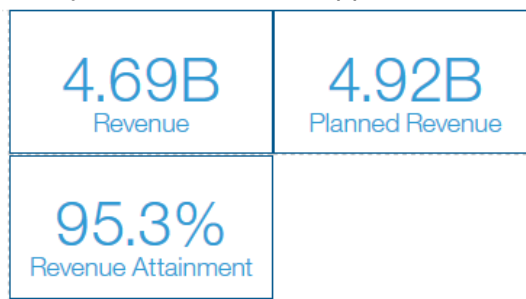 4.69B
Revenue
4.92B
Planned Revenue
95.3%
Revenue Attainment